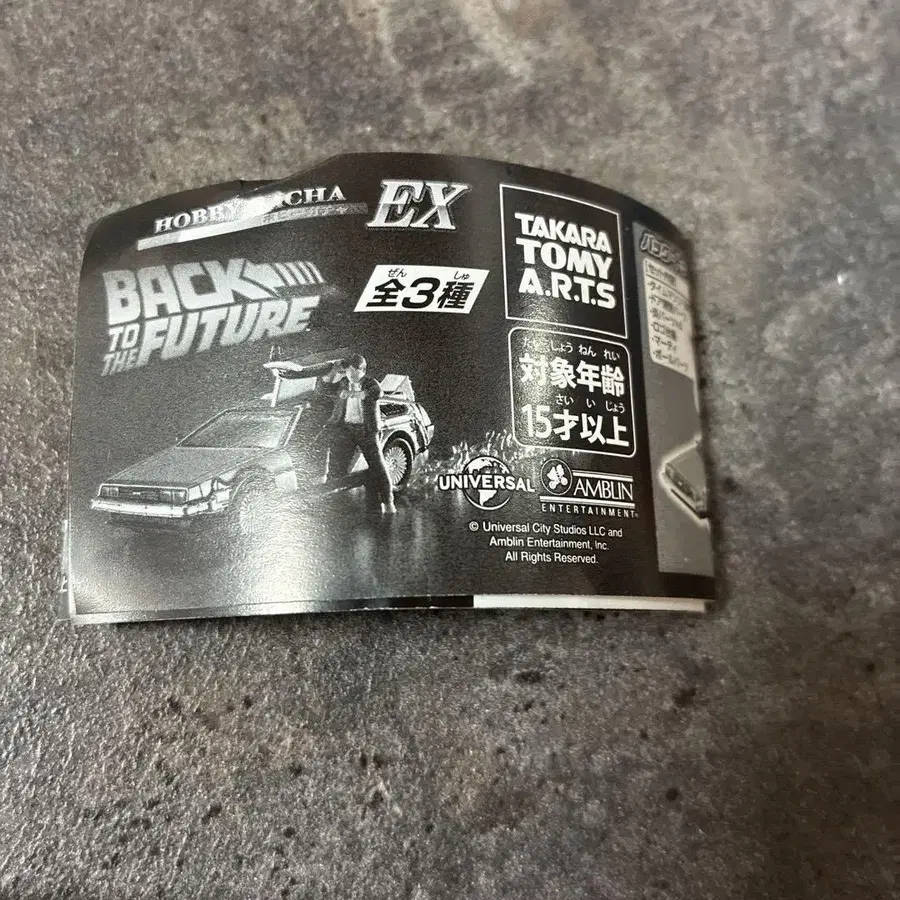 HOBBY GACHA
EX
BACK
TO THE FUTURE
ぜん しゅ
全3種
TAKARA
TOMY
A.R.T.S
たいしょう ねん れい
対象年齢
さい い じょう
15才以上
UNIVERSAL
AMBLIN
ENTERTAINMENT
© Universal City Studios LLC and
Amblin Entertainment, Inc.
All Rights Reserved.